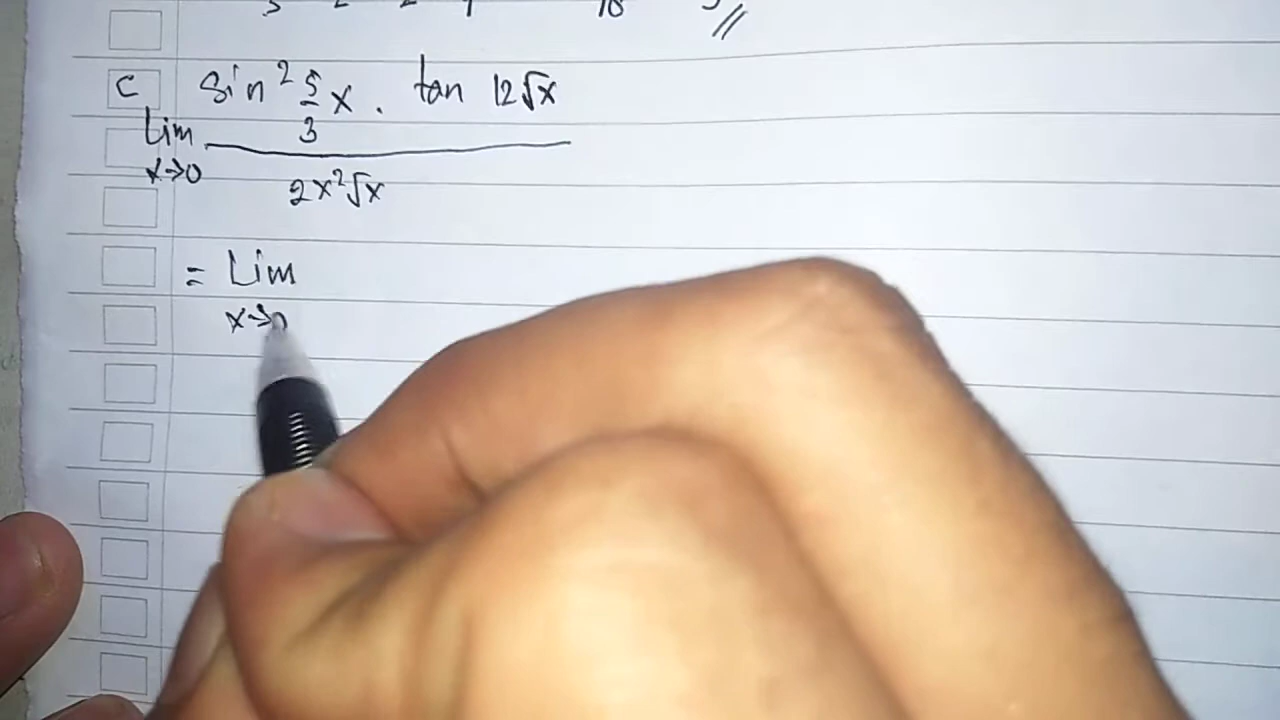 C sin² 5/3 x . tan 12√x
Lim
x→0 2x²√x
= Lim
x→0